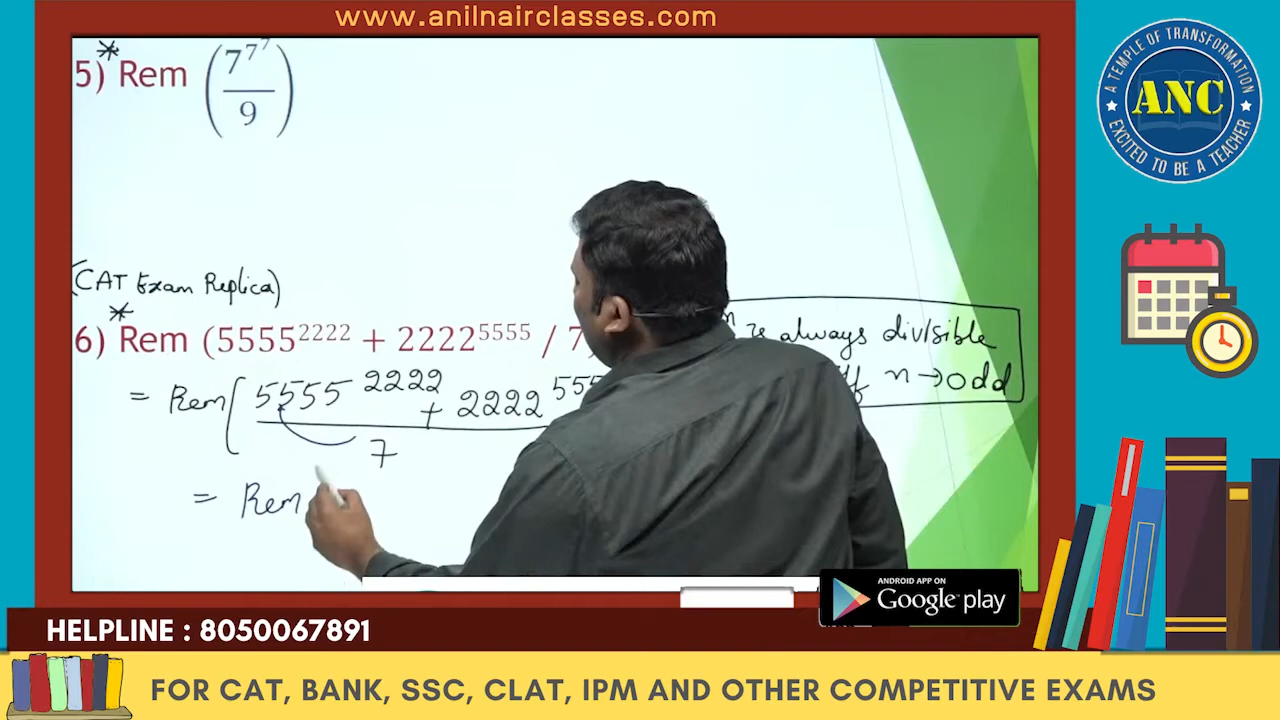 www.anilnairclasses.com
5)* Rem (7^7^7 / 9)
(CAT Exam Replica)
*
6) Rem (5555^2222 + 2222^5555 / 7
= Rem [ 5555^2222 + 2222^555
7
= Rem
is always divisible
n → odd
A TEMPLE OF TRANSFORMATION
ANC
EXCITED TO BE A TEACHER
ANDROID APP ON
Google play
HELPLINE : 8050067891
FOR CAT, BANK, SSC, CLAT, IPM AND OTHER COMPETITIVE EXAMS